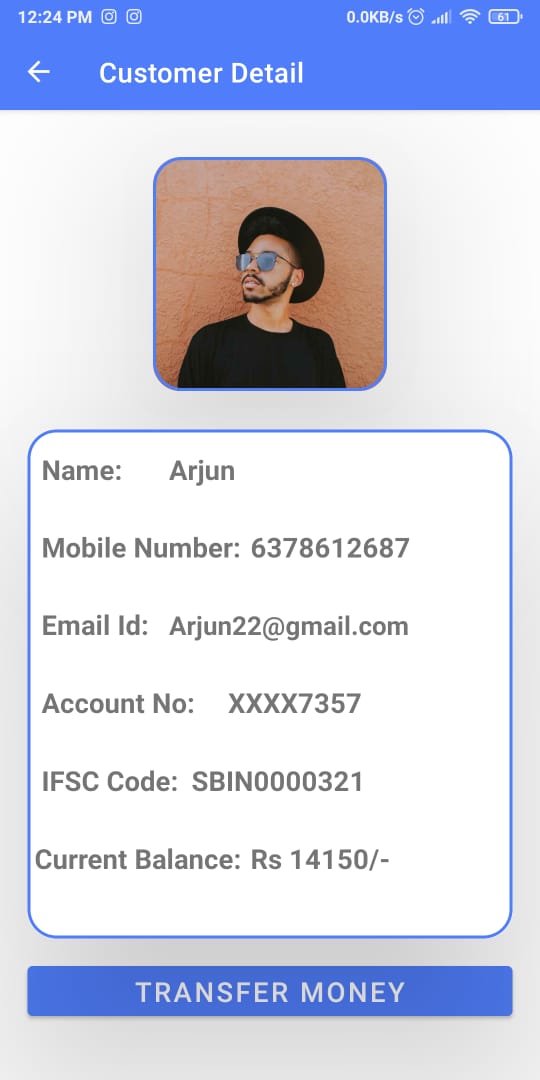 12:24 PM 0.0KB/s 61
Customer Detail
Name: Arjun
Mobile Number: 6378612687
Email Id: Arjun22@gmail.com
Account No: XXXX7357
IFSC Code: SBIN0000321
Current Balance: Rs 14150/-
TRANSFER MONEY